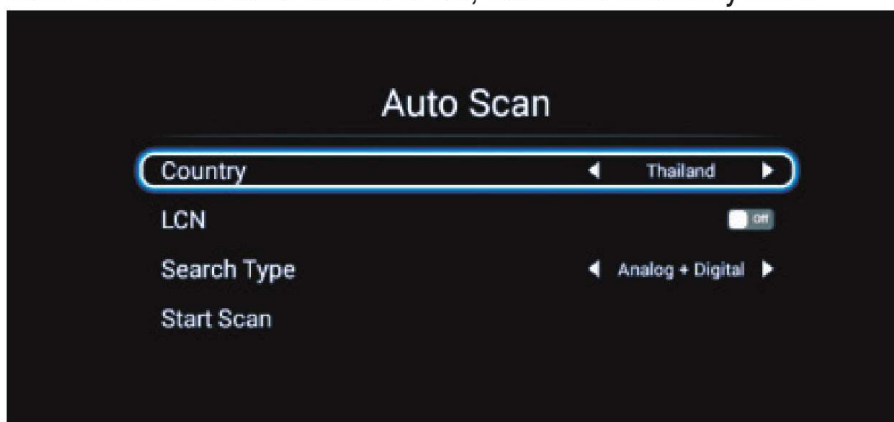 Auto Scan
Country Thailand
LCN Off
Search Type Analog + Digital
Start Scan